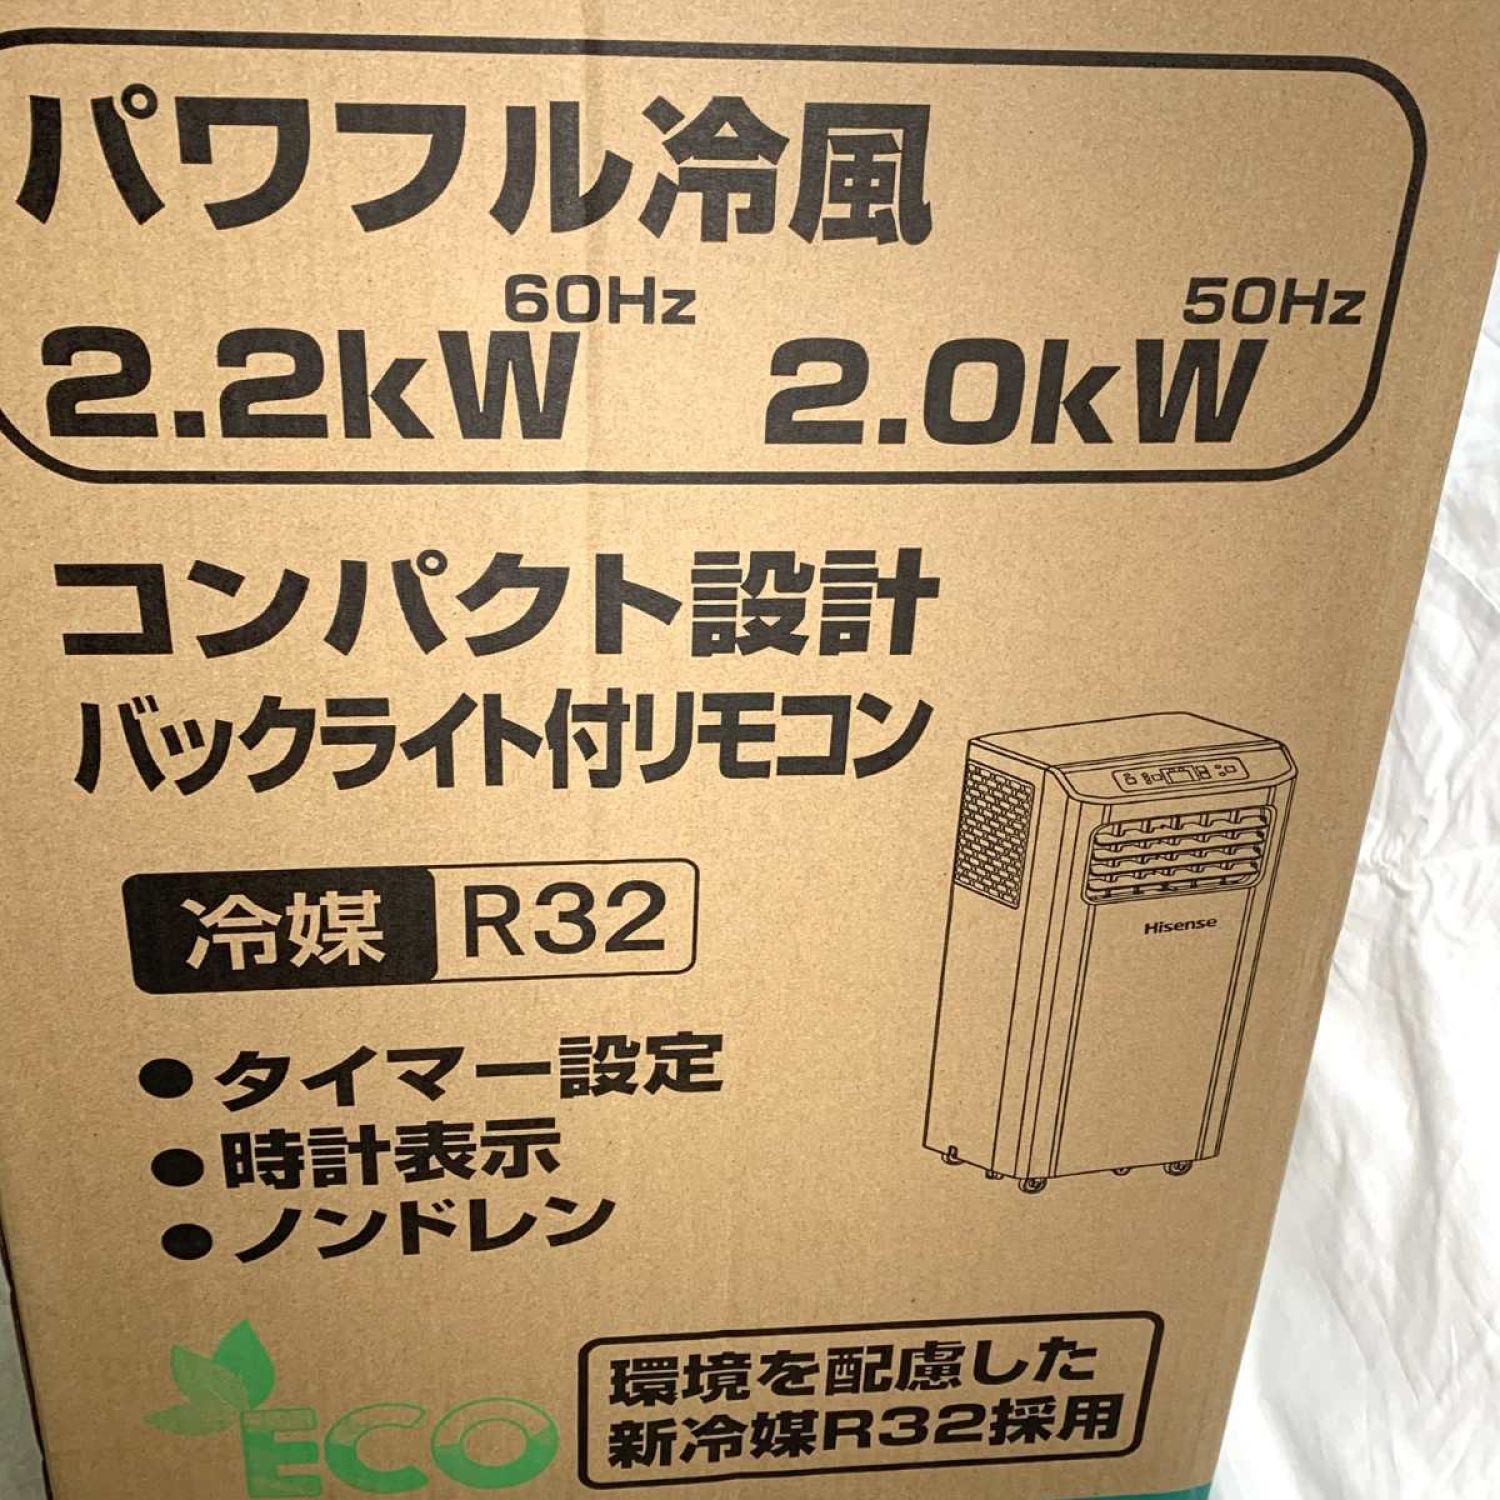 パワフル冷風
60Hz 50Hz
2.2kW 2.0kW
コンパクト設計
バックライト付リモコン
冷媒 R32
Hisense
●タイマー設定
●時計表示
●ノンドレン
ECO
環境を配慮した
新冷媒R32採用